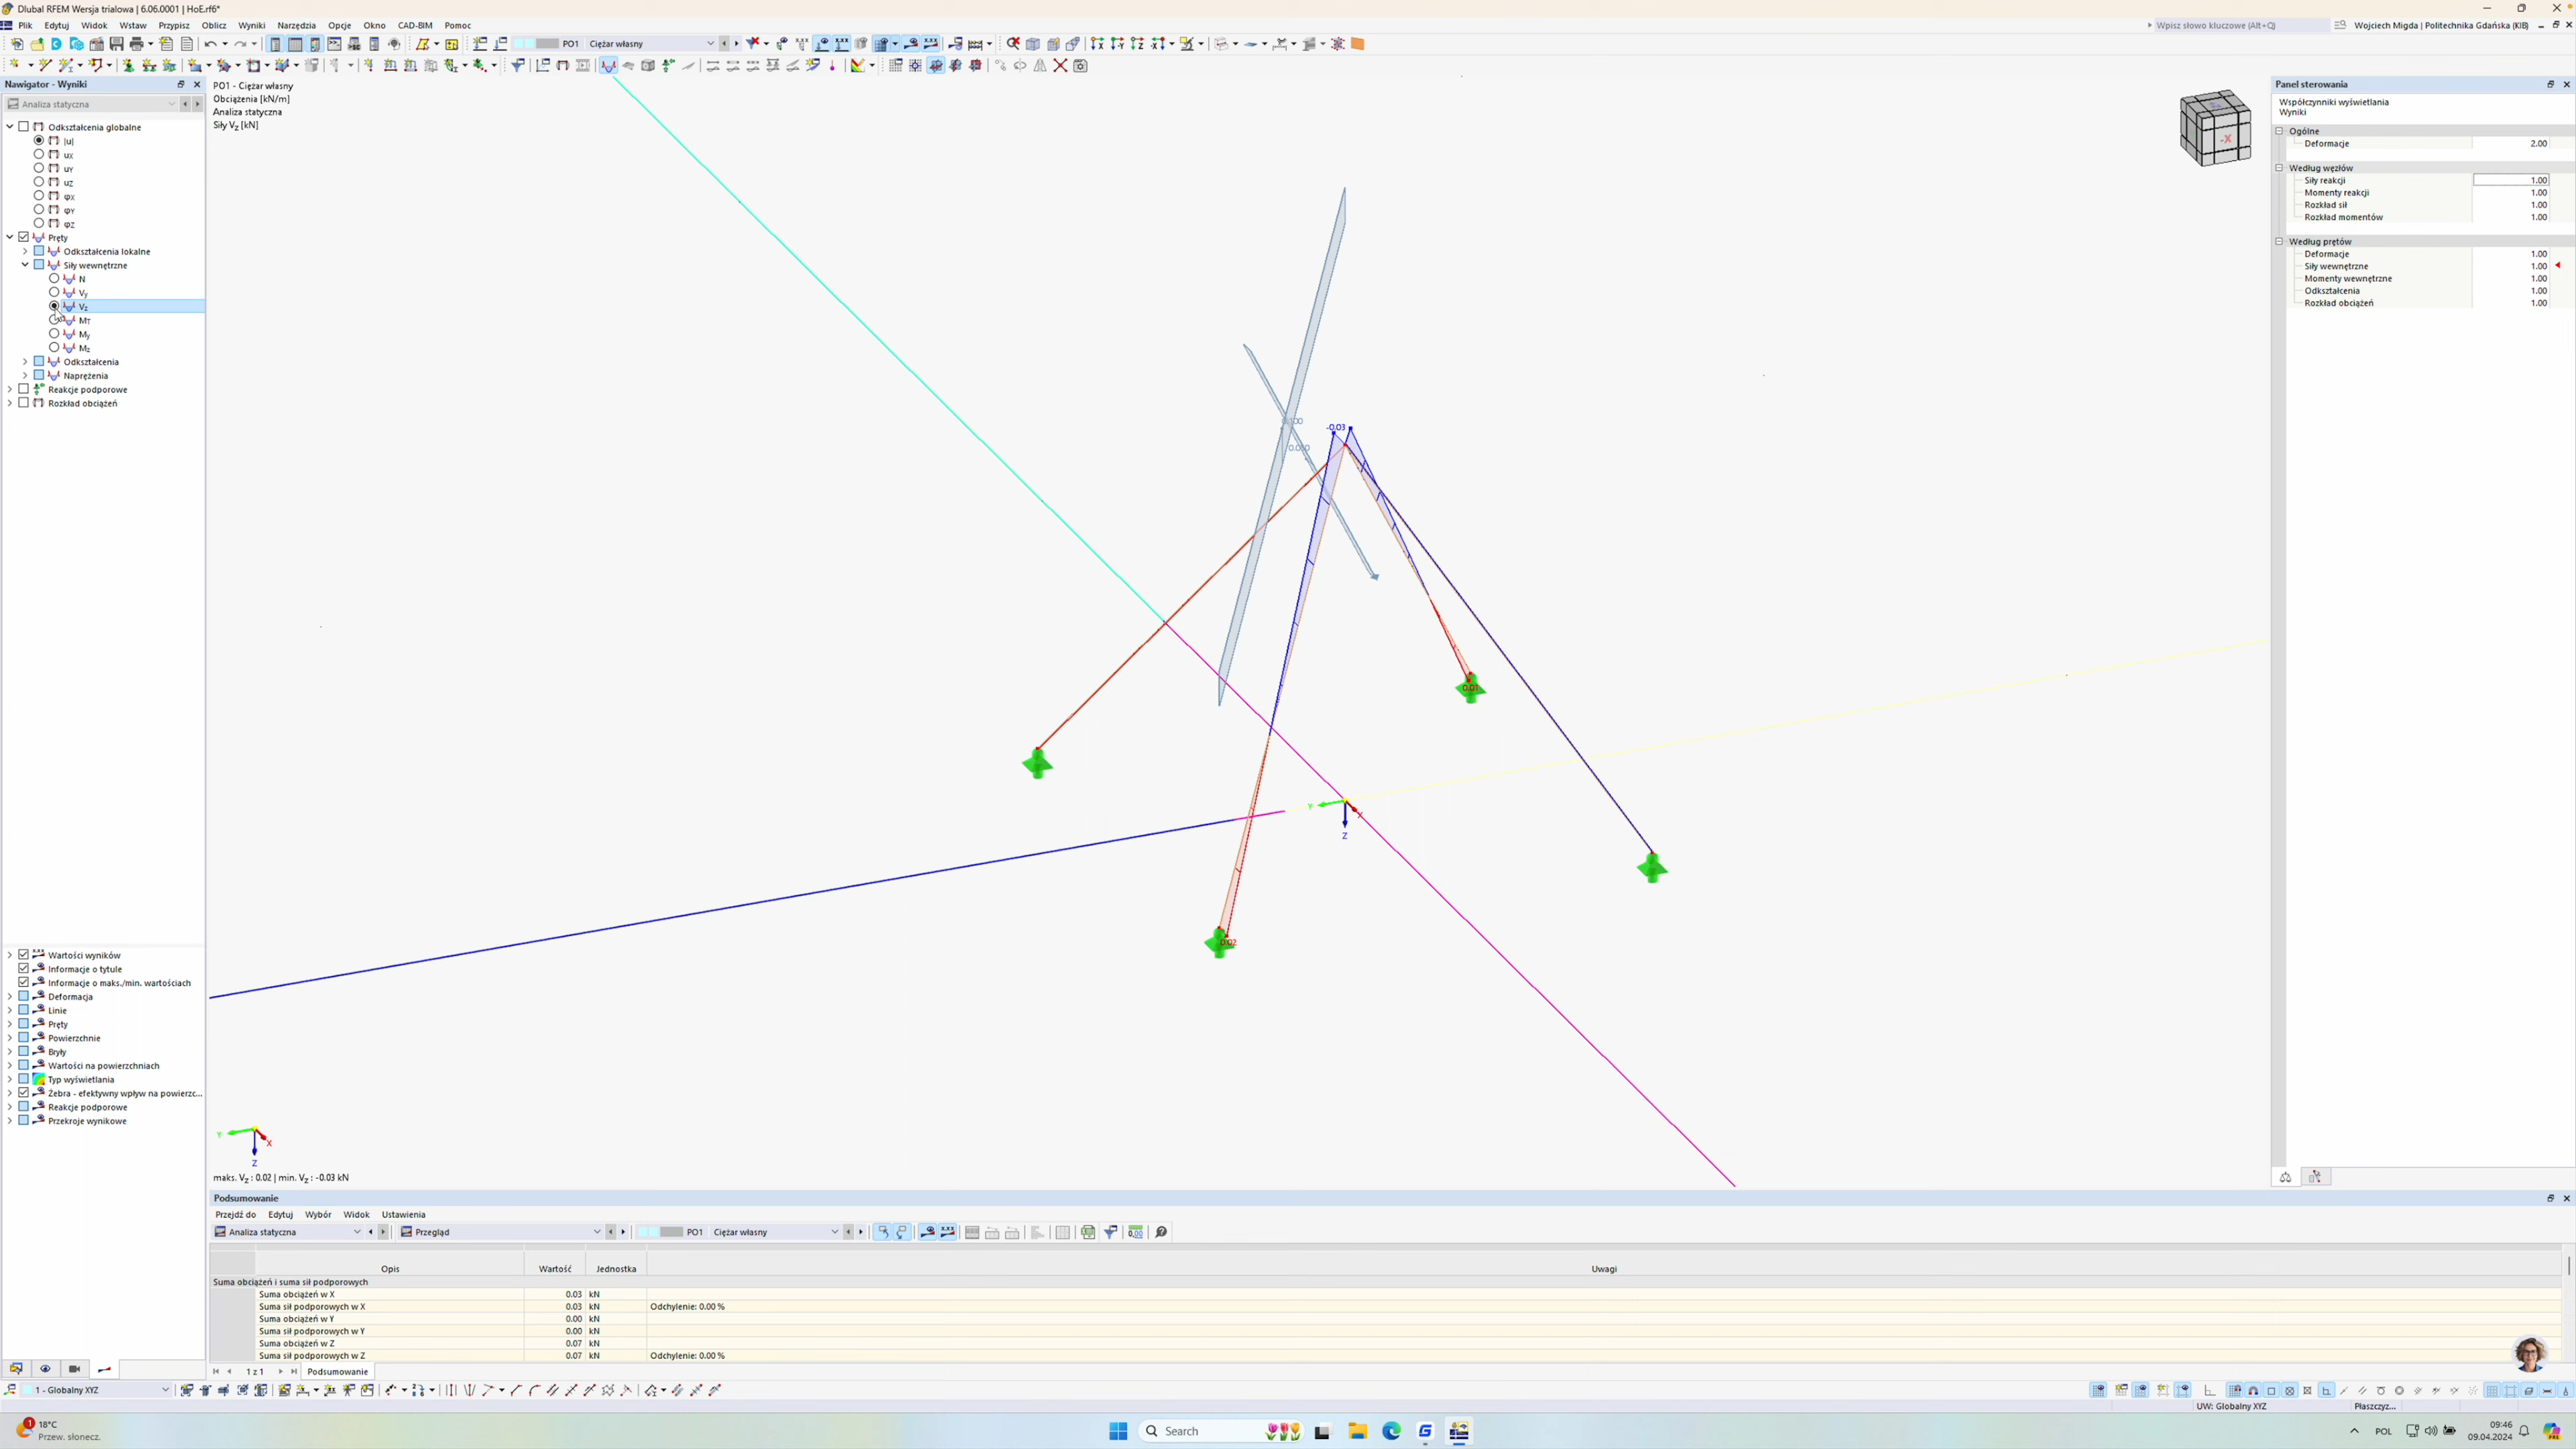 Dlubal RFEM Wersja trialowa | 6.06.0001 | HoE.rf6*
Plik Edytuj Widok Wstaw Przypisz Oblicz Wyniki Narzędzia Opcje Okno CAD-BIM Pomoc
Wpisz słowo kluczowe (Alt+Q)
Wojciech Migda | Politechnika Gdańska (KIB)
PO1 Ciężar własny
Nawigator - Wyniki
Analiza statyczna
Odkształcenia globalne
|u|
uX
uY
uZ
φX
φY
φZ
Pręty
Odkształcenia lokalne
Siły wewnętrzne
N
Vy
Vz
MT
My
Mz
Odkształcenia
Naprężenia
Reakcje podporowe
Rozkład obciążeń
Wartości wyników
Informacje o tytule
Informacje o maks./min. wartościach
Deformacja
Linie
Pręty
Powierzchnie
Bryły
Wartości na powierzchniach
Typ wyświetlania
Żebra - efektywny wpływ na powierzc...
Reakcje podporowe
Przekroje wynikowe
PO1 - Ciężar własny
Obciążenia [kN/m]
Analiza statyczna
Siły Vz [kN]
-X
-0.03
0.01
0.02
Y
X
Z
Y
X
Z
maks. Vz : 0.02 | min. Vz : -0.03 kN
Panel sterowania
Współczynniki wyświetlania
Wyniki
Ogólne
Deformacje 2.00
Według węzłów
Siły reakcji 1.00
Momenty reakcji 1.00
Rozkład sił 1.00
Rozkład momentów 1.00
Według prętów
Deformacje 1.00
Siły wewnętrzne 1.00
Momenty wewnętrzne 1.00
Odkształcenia 1.00
Rozkład obciążeń 1.00
Podsumowanie
Przejdź do Edytuj Wybór Widok Ustawienia
Analiza statyczna Przegląd PO1 Ciężar własny
Opis Wartość Jednostka Uwagi
Suma obciążeń i suma sił podporowych
Suma obciążeń w X 0.03 kN
Suma sił podporowych w X 0.03 kN Odchylenie: 0.00 %
Suma obciążeń w Y 0.00 kN
Suma sił podporowych w Y 0.00 kN
Suma obciążeń w Z 0.07 kN
Suma sił podporowych w Z 0.07 kN Odchylenie: 0.00 %
1 z 1 Podsumowanie
1 - Globalny XYZ
UW: Globalny XYZ Płaszczyz...
1
18°C
Przew. słonecz.
Search
POL
09:46
09.04.2024